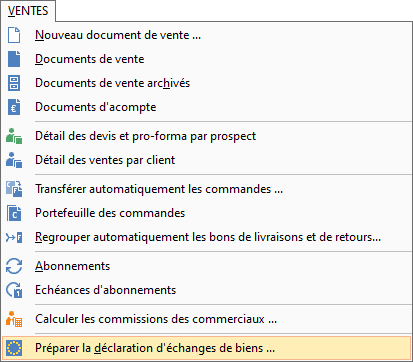 VENTES
Nouveau document de vente ...
Documents de vente
Documents de vente archivés
Documents d'acompte
Détail des devis et pro-forma par prospect
Détail des ventes par client
Transférer automatiquement les commandes ...
Portefeuille des commandes
Regrouper automatiquement les bons de livraisons et de retours...
Abonnements
Echéances d'abonnements
Calculer les commissions des commerciaux ...
Préparer la déclaration d'échanges de biens ...